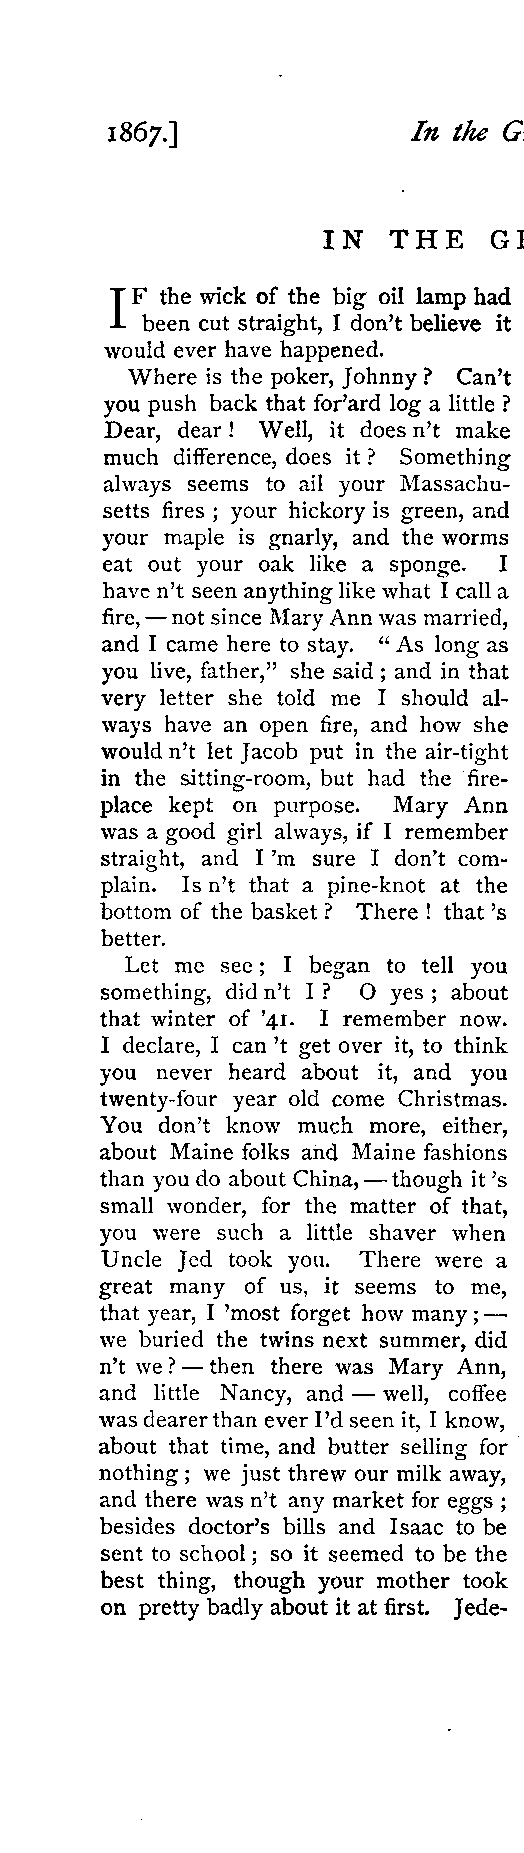 1867.] In the G
IN THE G
IF the wick of the big oil lamp had
been cut straight, I don't believe it
would ever have happened.
Where is the poker, Johnny? Can't
you push back that for'ard log a little?
Dear, dear! Well, it does n't make
much difference, does it? Something
always seems to ail your Massachu-
setts fires; your hickory is green, and
your maple is gnarly, and the worms
eat out your oak like a sponge. I
have n't seen anything like what I call a
fire,—not since Mary Ann was married,
and I came here to stay. "As long as
you live, father," she said; and in that
very letter she told me I should al-
ways have an open fire, and how she
would n't let Jacob put in the air-tight
in the sitting-room, but had the fire-
place kept on purpose. Mary Ann
was a good girl always, if I remember
straight, and I 'm sure I don't com-
plain. Is n't that a pine-knot at the
bottom of the basket? There! that 's
better.
Let me see; I began to tell you
something, did n't I? O yes; about
that winter of '41. I remember now.
I declare, I can 't get over it, to think
you never heard about it, and you
twenty-four year old come Christmas.
You don't know much more, either,
about Maine folks and Maine fashions
than you do about China,—though it 's
small wonder, for the matter of that,
you were such a little shaver when
Uncle Jed took you. There were a
great many of us, it seems to me,
that year, I 'most forget how many;—
we buried the twins next summer, did
n't we?—then there was Mary Ann,
and little Nancy, and — well, coffee
was dearer than ever I'd seen it, I know,
about that time, and butter selling for
nothing; we just threw our milk away,
and there was n't any market for eggs;
besides doctor's bills and Isaac to be
sent to school; so it seemed to be the
best thing, though your mother took
on pretty badly about it at first. Jede-